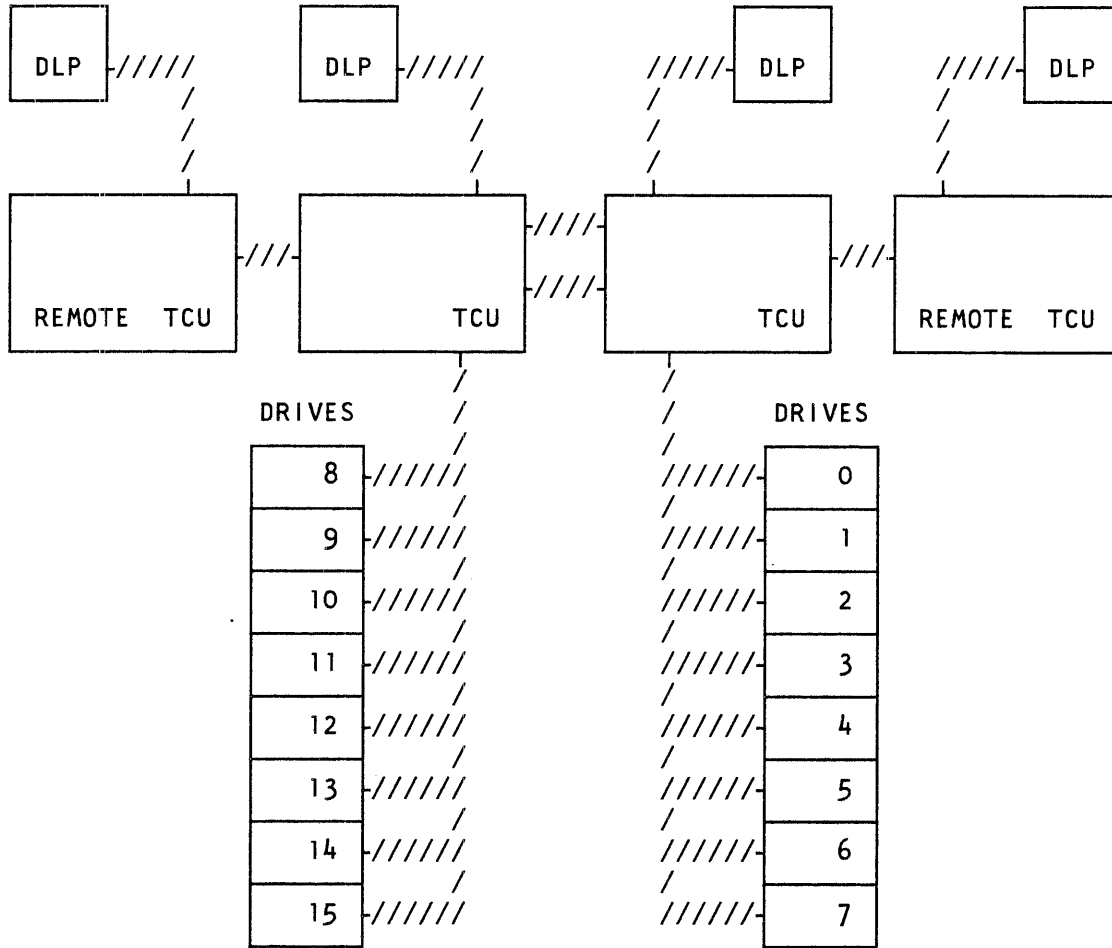 DLP DLP DLP DLP
REMOTE TCU TCU TCU REMOTE TCU
DRIVES DRIVES
8 0
9 1
10 2
11 3
12 4
13 5
14 6
15 7